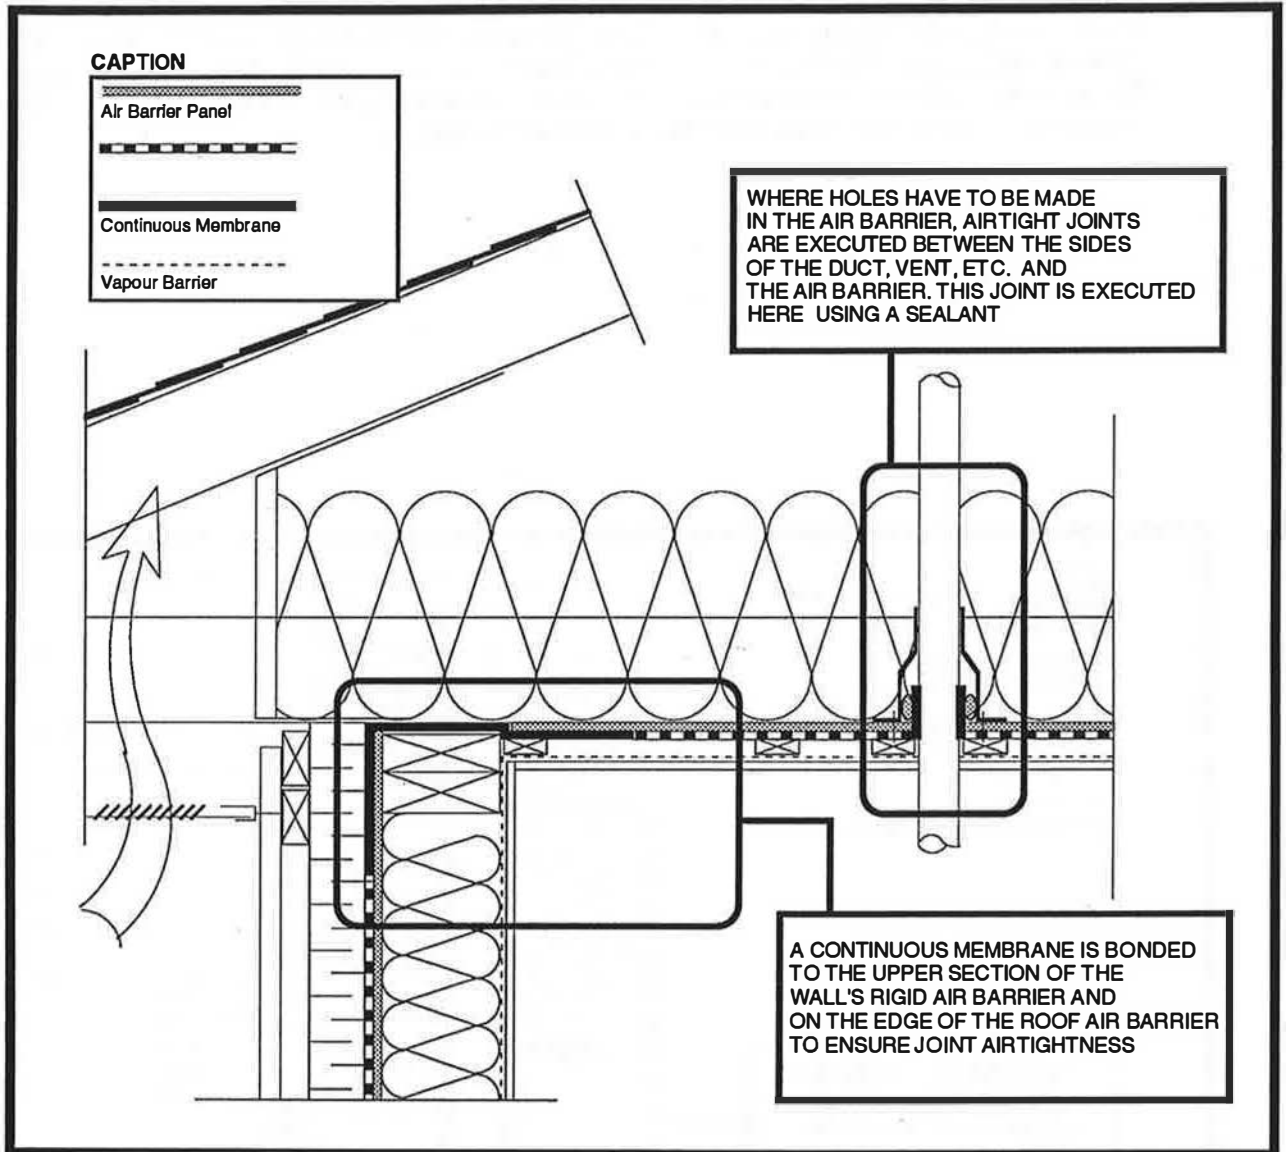 CAPTION
Air Barrier Panel
Continuous Membrane
Vapour Barrier
WHERE HOLES HAVE TO BE MADE
IN THE AIR BARRIER, AIRTIGHT JOINTS
ARE EXECUTED BETWEEN THE SIDES
OF THE DUCT, VENT, ETC. AND
THE AIR BARRIER. THIS JOINT IS EXECUTED
HERE USING A SEALANT
A CONTINUOUS MEMBRANE IS BONDED
TO THE UPPER SECTION OF THE
WALL'S RIGID AIR BARRIER AND
ON THE EDGE OF THE ROOF AIR BARRIER
TO ENSURE JOINT AIRTIGHTNESS